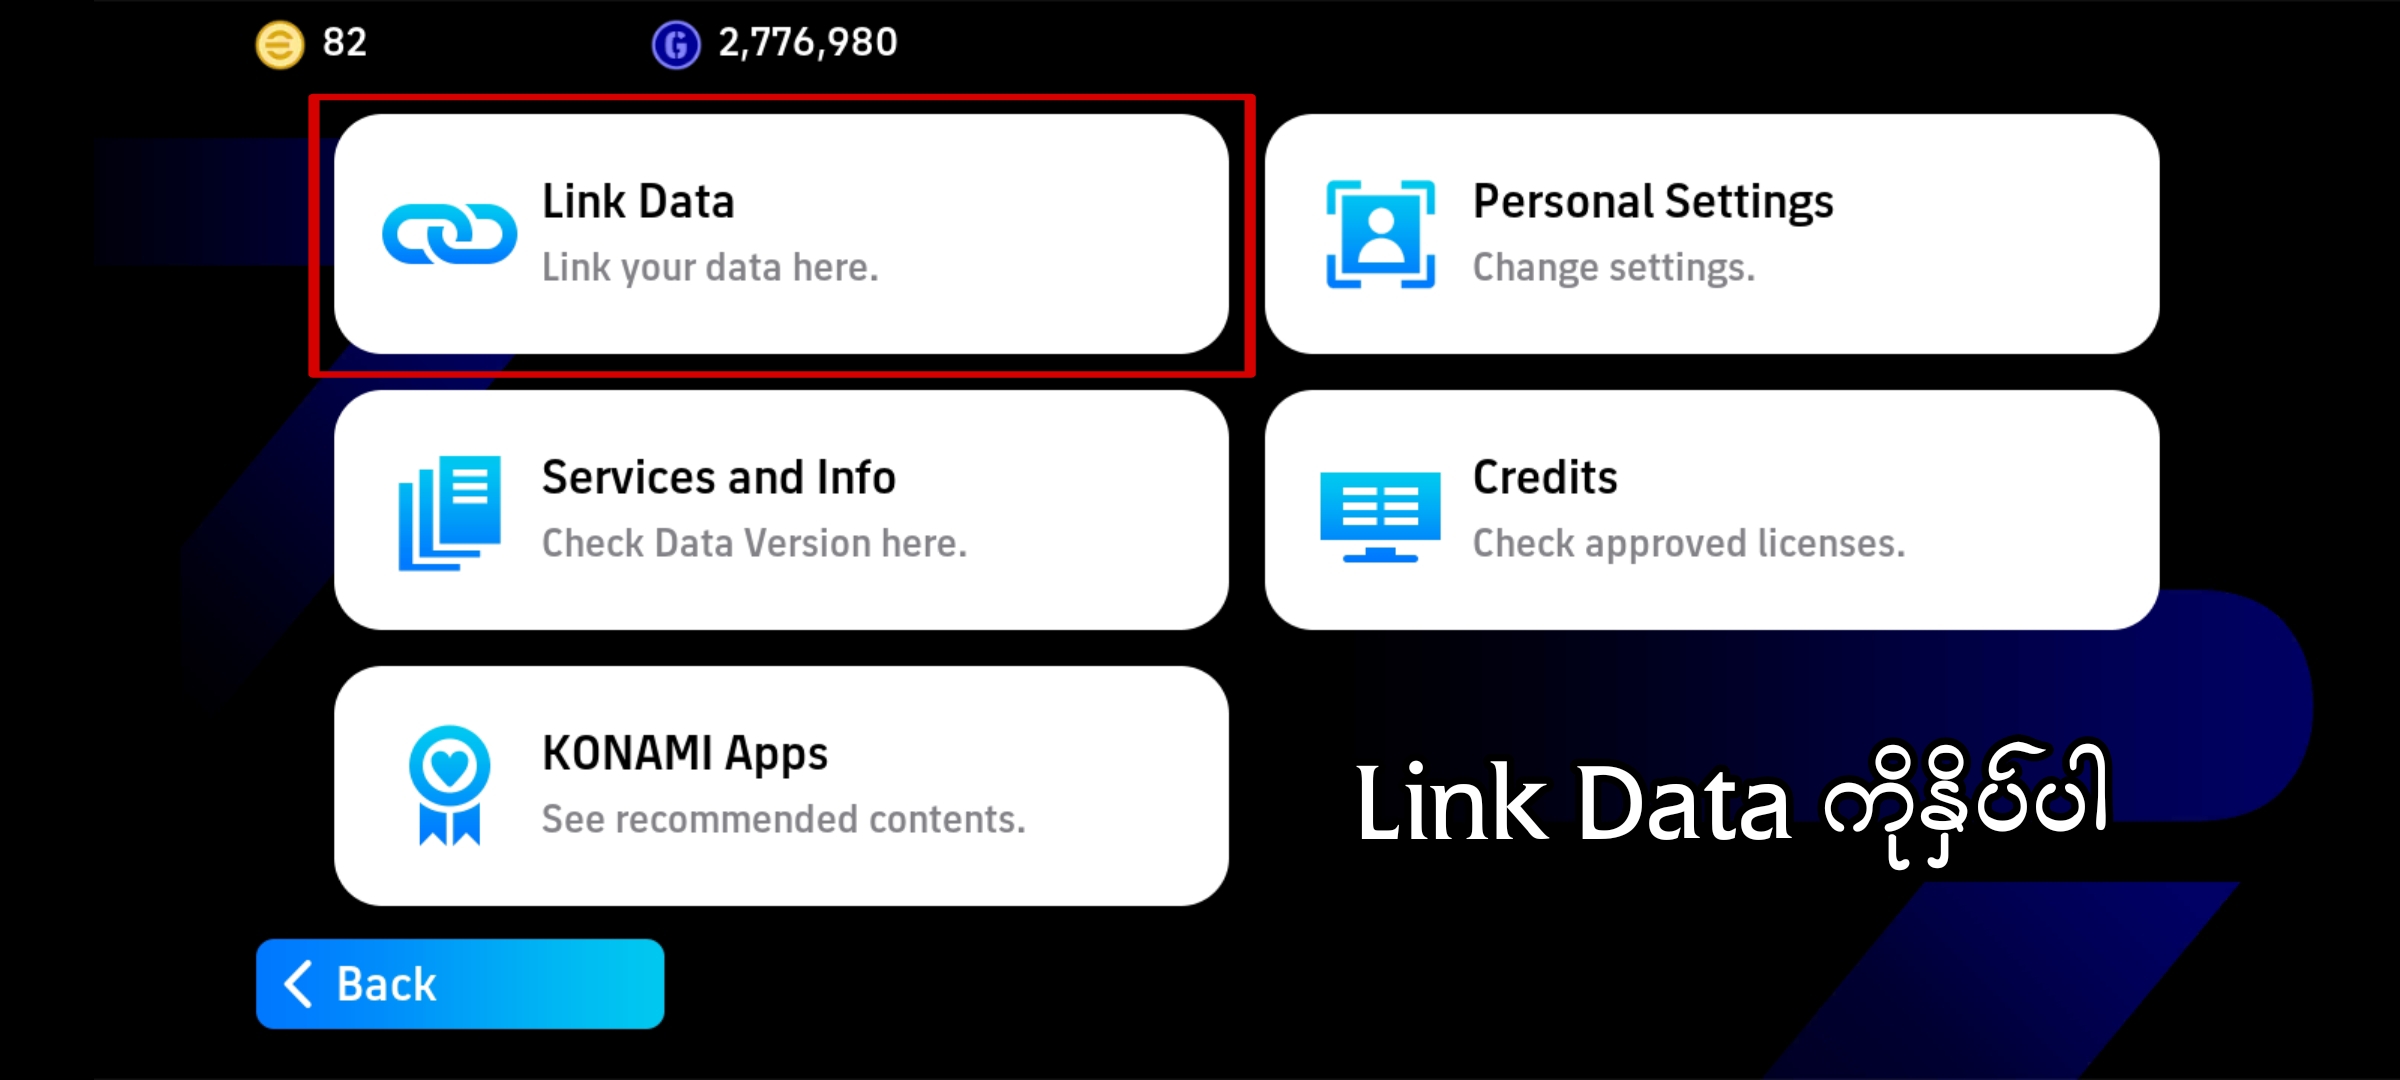 82
2,776,980
Link Data
Link your data here.
Personal Settings
Change settings.
Services and Info
Check Data Version here.
Credits
Check approved licenses.
KONAMI Apps
See recommended contents.
Link Data ကိုနှိပ်ပါ
Back